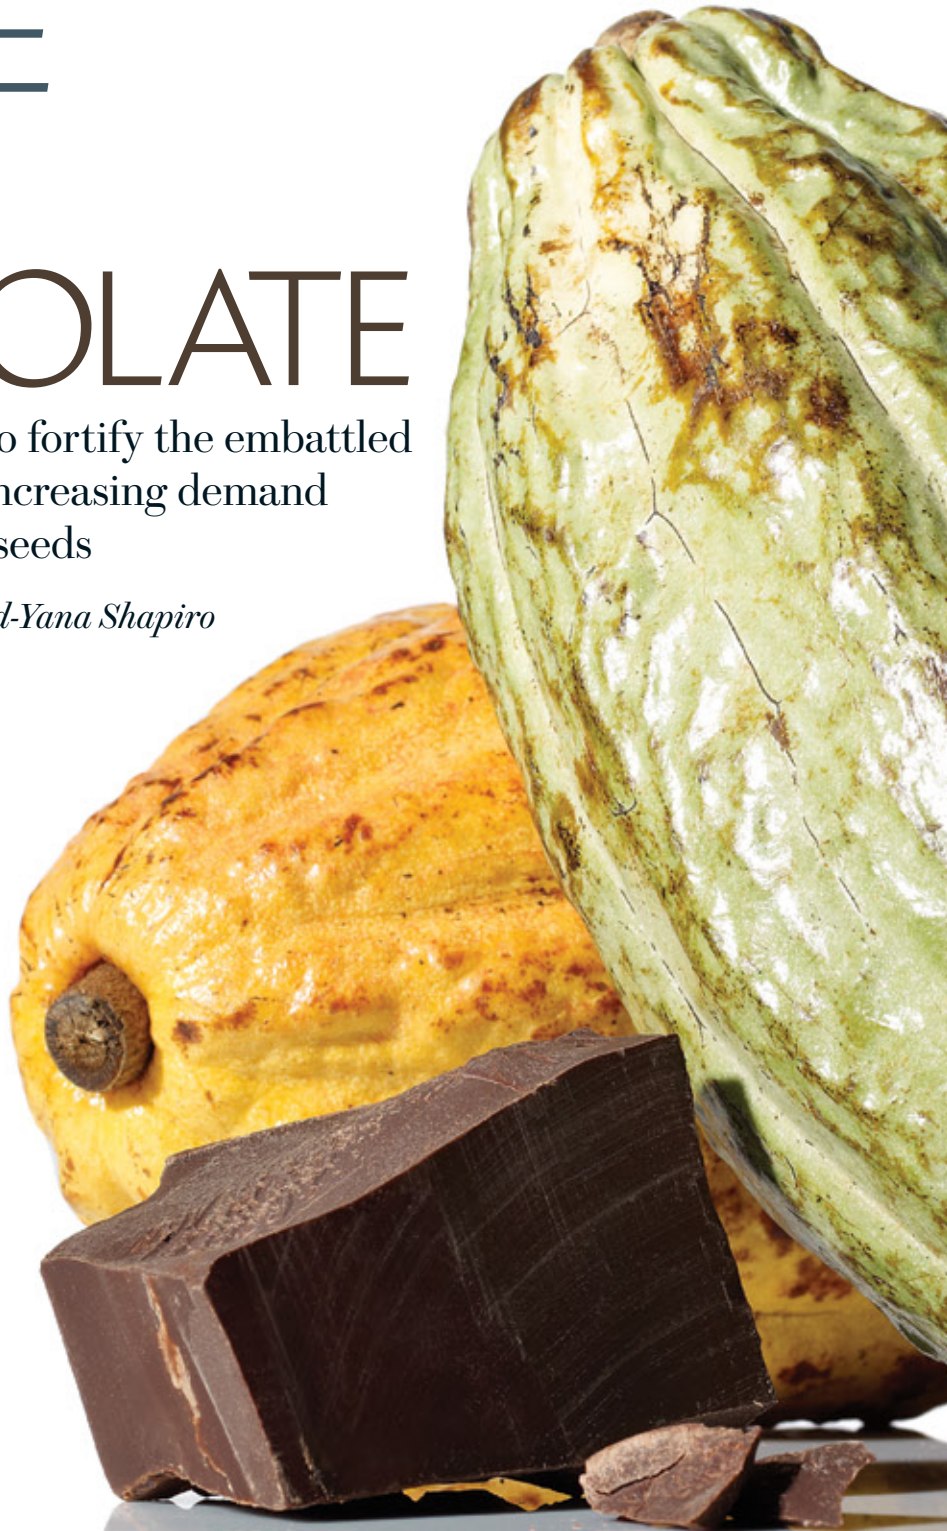 OLATE
o fortify the embattled
ncreasing demand
seeds
d-Yana Shapiro